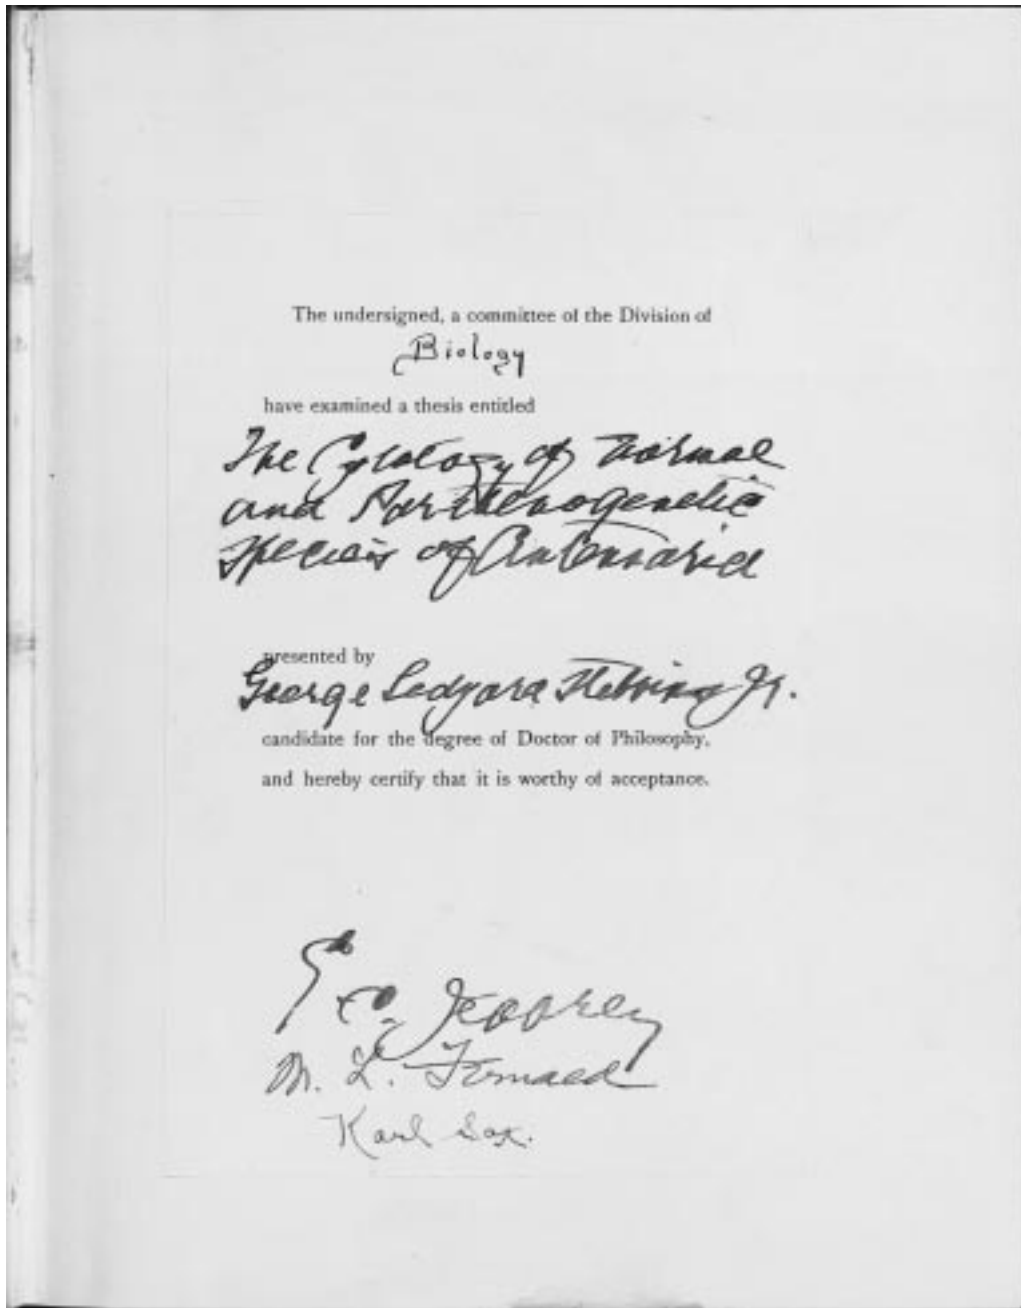 The undersigned, a committee of the Division of
Biology
have examined a thesis entitled
The Cytology of Normal
and Parthenogenetic
Species of Antennaria
presented by
George Ledyard Stebbins Jr.
candidate for the degree of Doctor of Philosophy,
and hereby certify that it is worthy of acceptance.
E. C. Jeffrey
M. L. Fernald
Karl Sax.